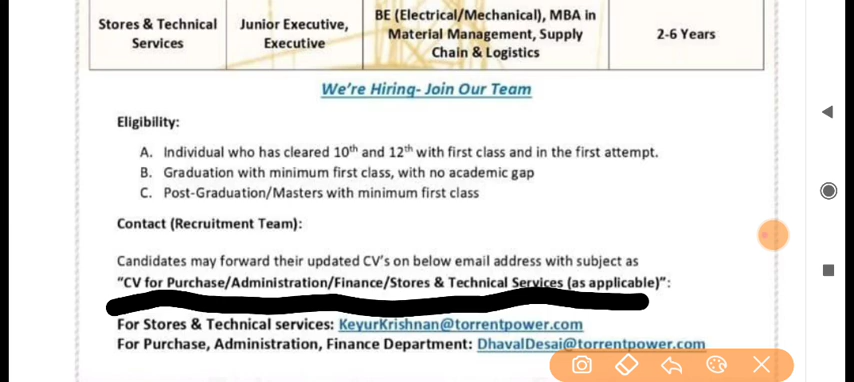 Stores & Technical Services
Junior Executive, Executive
BE (Electrical/Mechanical), MBA in Material Management, Supply Chain & Logistics
2-6 Years
We're Hiring- Join Our Team
Eligibility:
A. Individual who has cleared 10th and 12th with first class and in the first attempt.
B. Graduation with minimum first class, with no academic gap
C. Post-Graduation/Masters with minimum first class
Contact (Recruitment Team):
Candidates may forward their updated CV's on below email address with subject as
"CV for Purchase/Administration/Finance/Stores & Technical Services (as applicable)":
For Stores & Technical services: KeyurKrishnan@torrentpower.com
For Purchase, Administration, Finance Department: DhavalDesai@torrentpower.com